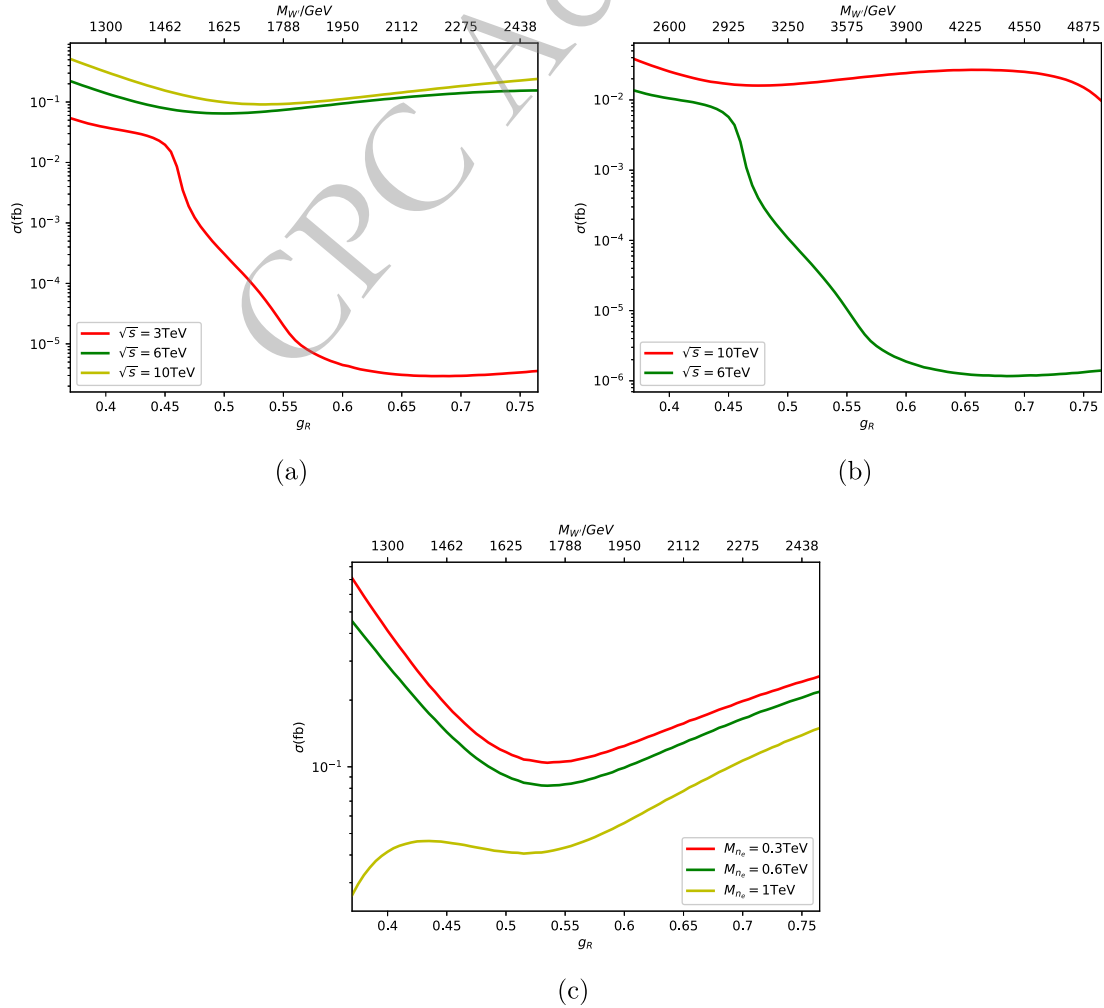 M_{W'}/GeV
1300 1462 1625 1788 1950 2112 2275 2438
σ(fb)
10^{-1}
10^{-2}
10^{-3}
10^{-4}
10^{-5}
√s = 3TeV
√s = 6TeV
√s = 10TeV
0.4 0.45 0.5 0.55 0.6 0.65 0.7 0.75
g_R
(a)
M_{W'}/GeV
2600 2925 3250 3575 3900 4225 4550 4875
σ(fb)
10^{-2}
10^{-3}
10^{-4}
10^{-5}
10^{-6}
√s = 10TeV
√s = 6TeV
0.4 0.45 0.5 0.55 0.6 0.65 0.7 0.75
g_R
(b)
CPC
M_{W'}/GeV
1300 1462 1625 1788 1950 2112 2275 2438
σ(fb)
10^{-1}
M_{n_e} = 0.3TeV
M_{n_e} = 0.6TeV
M_{n_e} = 1TeV
0.4 0.45 0.5 0.55 0.6 0.65 0.7 0.75
g_R
(c)